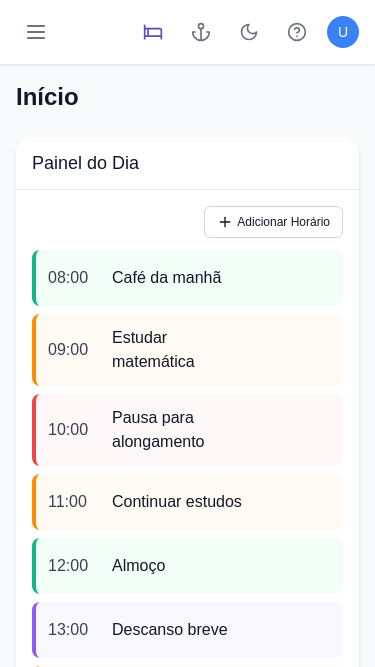 U
Início
Painel do Dia
Adicionar Horário
08:00 Café da manhã
09:00 Estudar
matemática
10:00 Pausa para
alongamento
11:00 Continuar estudos
12:00 Almoço
13:00 Descanso breve